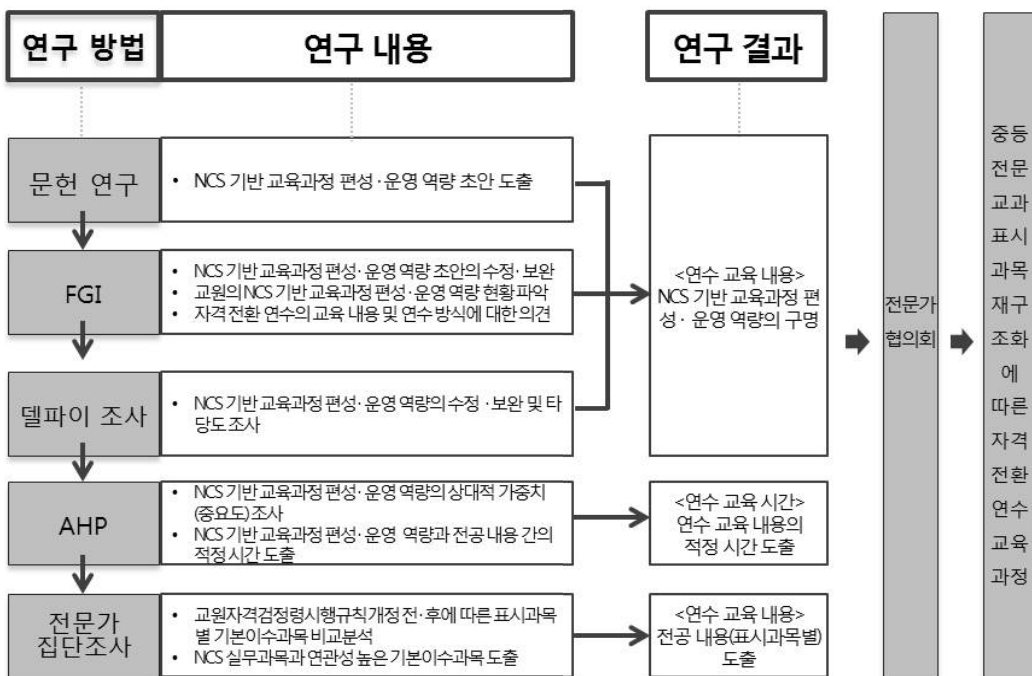 연구 방법
연구 내용
연구 결과
문헌 연구
• NCS 기반 교육과정 편성·운영 역량 초안 도출
FGI
• NCS 기반 교육과정 편성·운영 역량 초안의 수정·보완
• 교원의 NCS 기반 교육과정 편성·운영 역량 현황 파악
• 자격 전환 연수의 교육 내용 및 연수 방식에 대한 의견
델파이 조사
• NCS 기반 교육과정 편성·운영 역량의 수정·보완 및 타
당도 조사
<연수 교육 내용>
NCS 기반 교육과정 편
성· 운영 역량의 구명
AHP
• NCS 기반 교육과정 편성·운영 역량의 상대적 가중치
(중요도) 조사
• NCS 기반 교육과정 편성·운영 역량과 전공 내용 간의
적정 시간 도출
<연수 교육 시간>
연수 교육 내용의
적정 시간 도출
전문가
집단조사
• 교원자격검정령시행규칙개정 전·후에 따른 표시과목
별 기본이수과목 비교분석
• NCS 실무과목과 연관성 높은 기본이수과목 도출
<연수 교육 내용>
전공 내용(표시과목별)
도출
전문가
협의회
중등
전문
교과
표시
과목
재구
조화
에
따른
자격
전환
연수
교육
과정